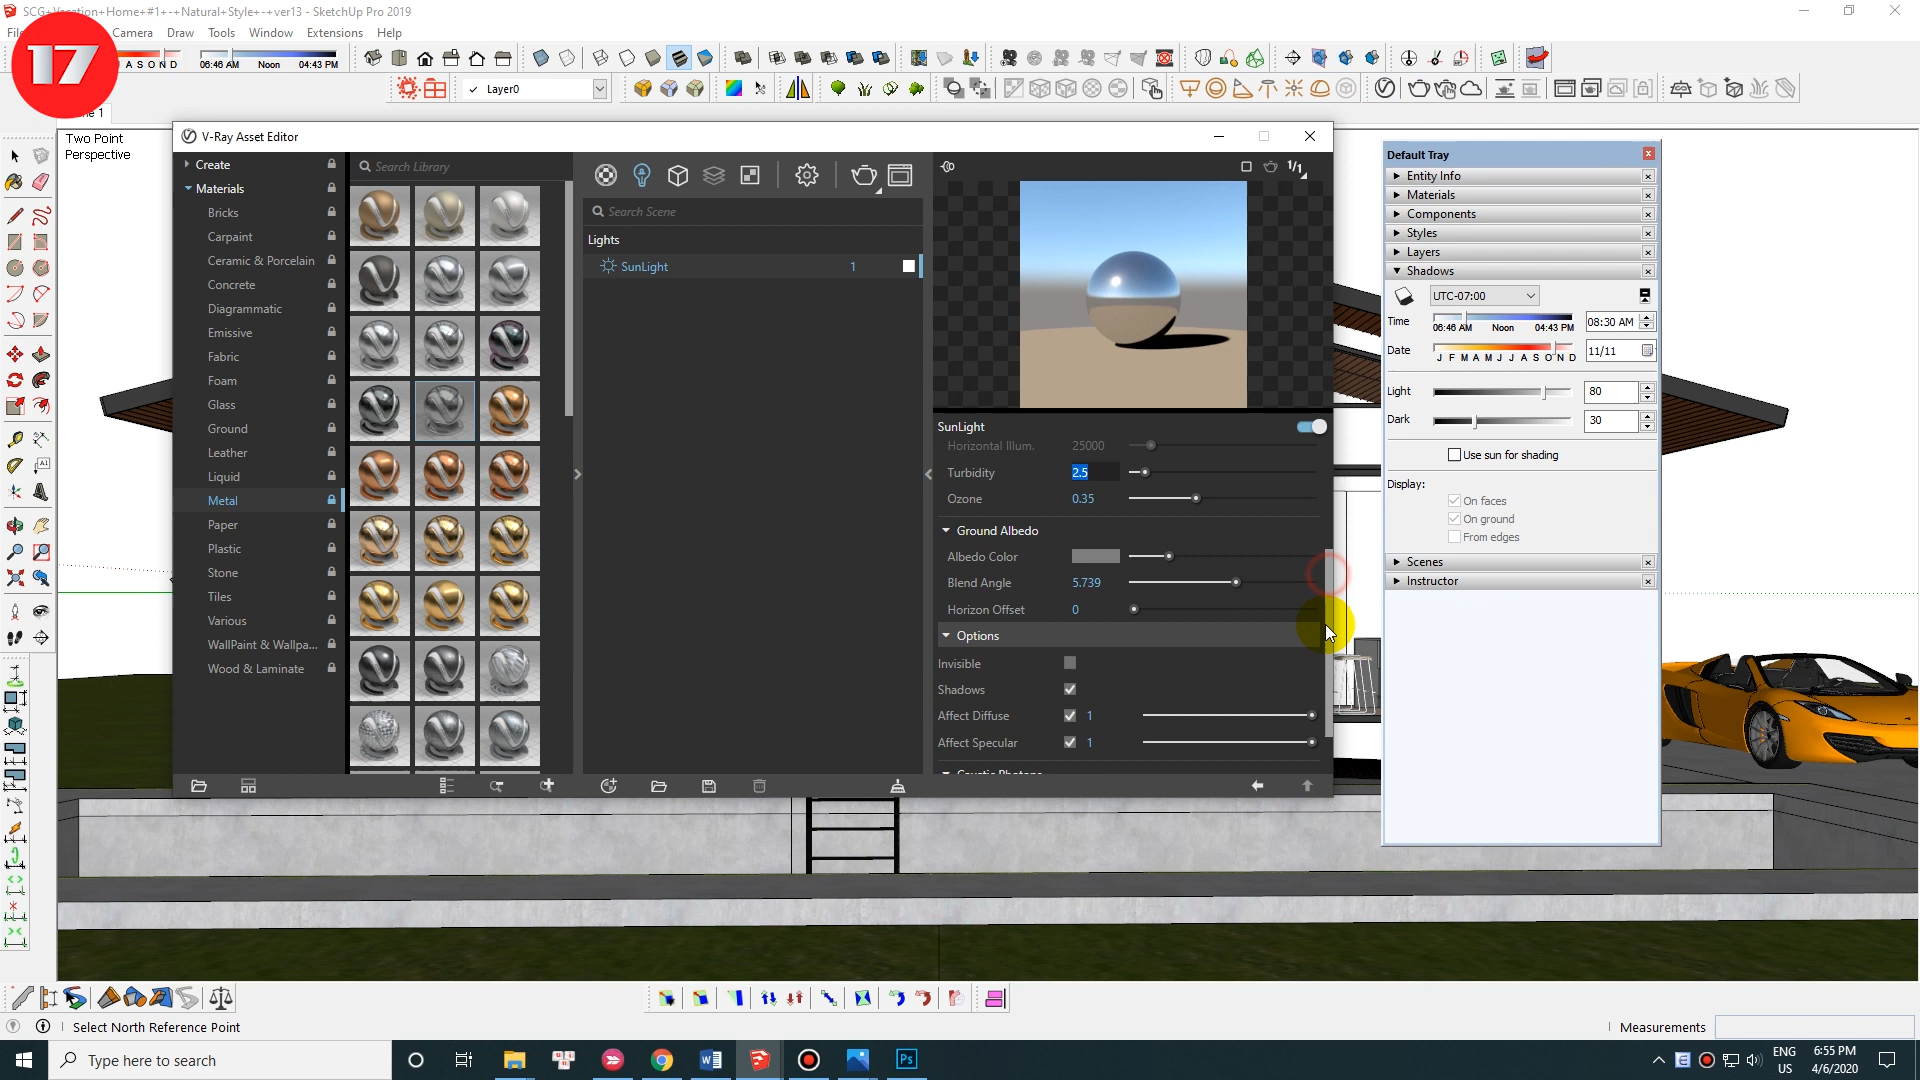 SCG+Vacation+Home+#1+-+Natural+Style+-+ver13 - SketchUp Pro 2019
17
Camera Draw Tools Window Extensions Help
A S O N D
06:46 AM Noon 04:43 PM
Layer0
Two Point
Perspective
V-Ray Asset Editor
Create
Materials
Bricks
Carpaint
Ceramic & Porcelain
Concrete
Diagrammatic
Emissive
Fabric
Foam
Glass
Ground
Leather
Liquid
Metal
Paper
Plastic
Stone
Tiles
Various
WallPaint & Wallpa...
Wood & Laminate
Search Library
Search Scene
Lights
SunLight 1
1/1
SunLight
Horizontal Illum. 25000
Turbidity 2.5
Ozone 0.35
Ground Albedo
Albedo Color
Blend Angle 5.739
Horizon Offset 0
Options
Invisible
Shadows
Affect Diffuse 1
Affect Specular 1
Caustic Photons
Default Tray
Entity Info
Materials
Components
Styles
Layers
Shadows
UTC-07:00
Time 06:46 AM Noon 04:43 PM 08:30 AM
Date J F M A M J J A S O N D 11/11
Light 80
Dark 30
Use sun for shading
Display:
On faces
On ground
From edges
Scenes
Instructor
Select North Reference Point
Measurements
Type here to search
Ps
ENG
US
6:55 PM
4/6/2020